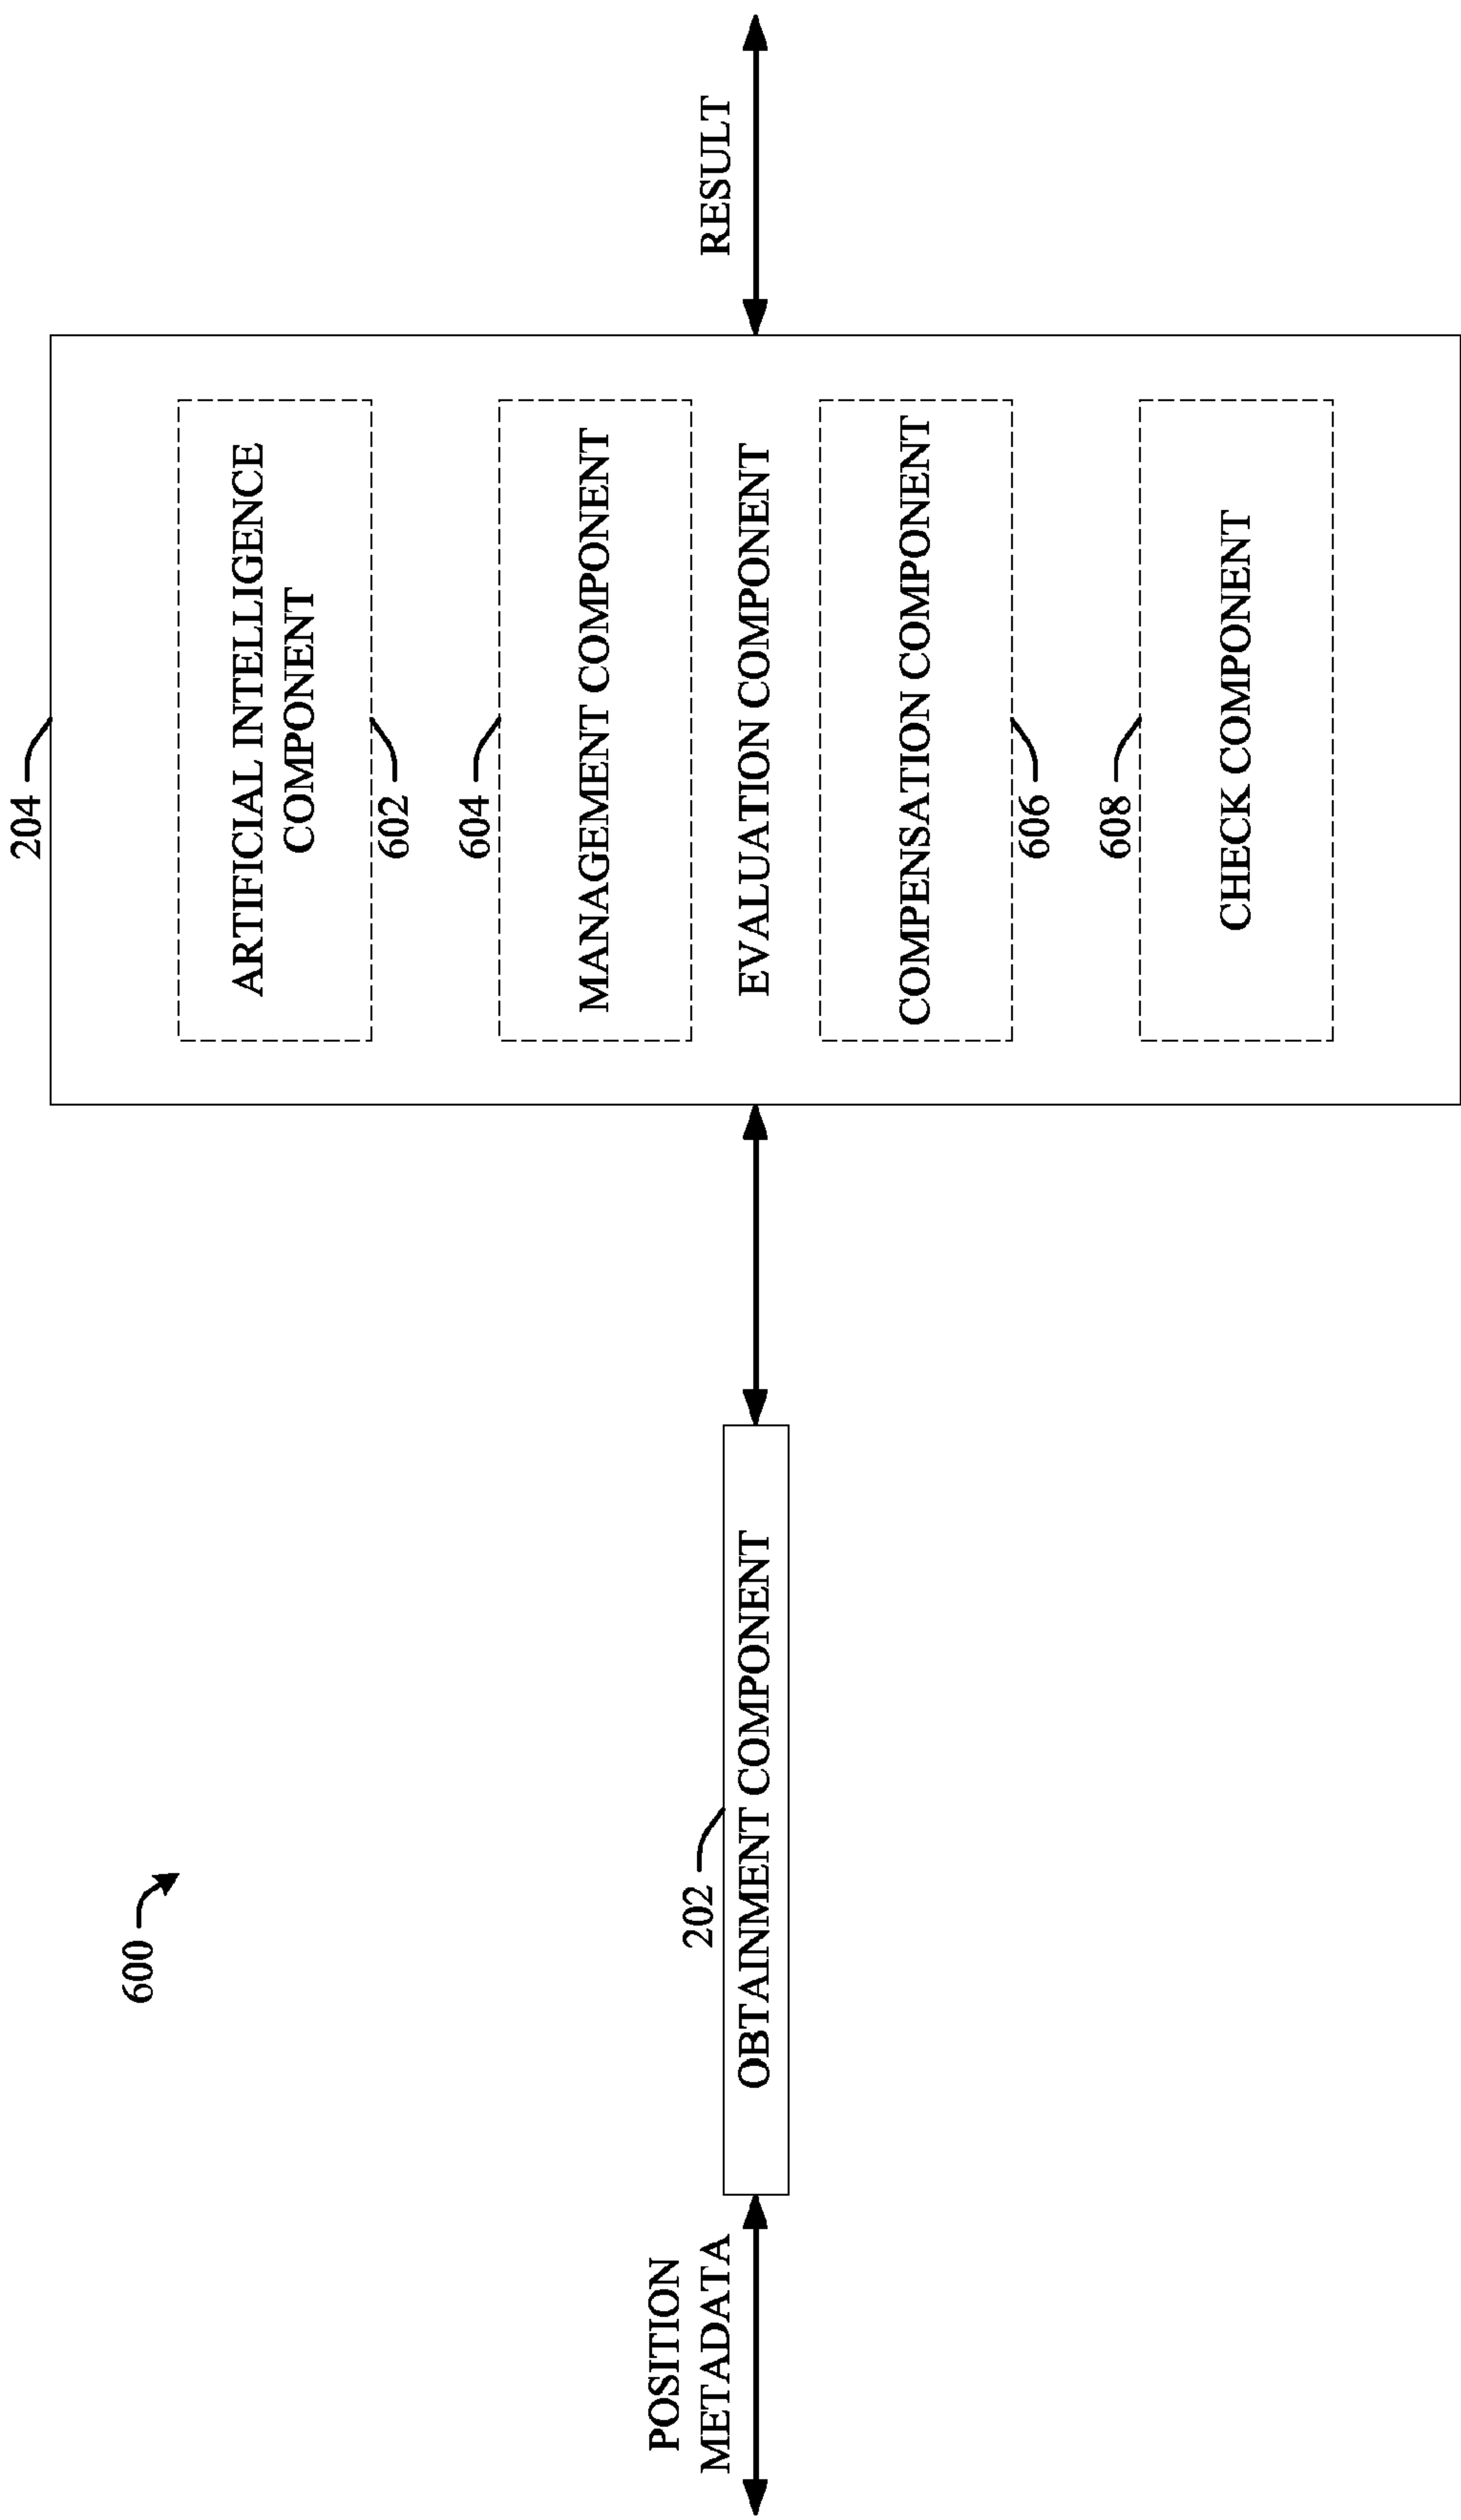 600
POSITION
METADATA
202
OBTAINMENT COMPONENT
204
ARTIFICIAL INTELLIGENCE
COMPONENT
602
604
MANAGEMENT COMPONENT
EVALUATION COMPONENT
COMPENSATION COMPONENT
606
608
CHECK COMPONENT
RESULT